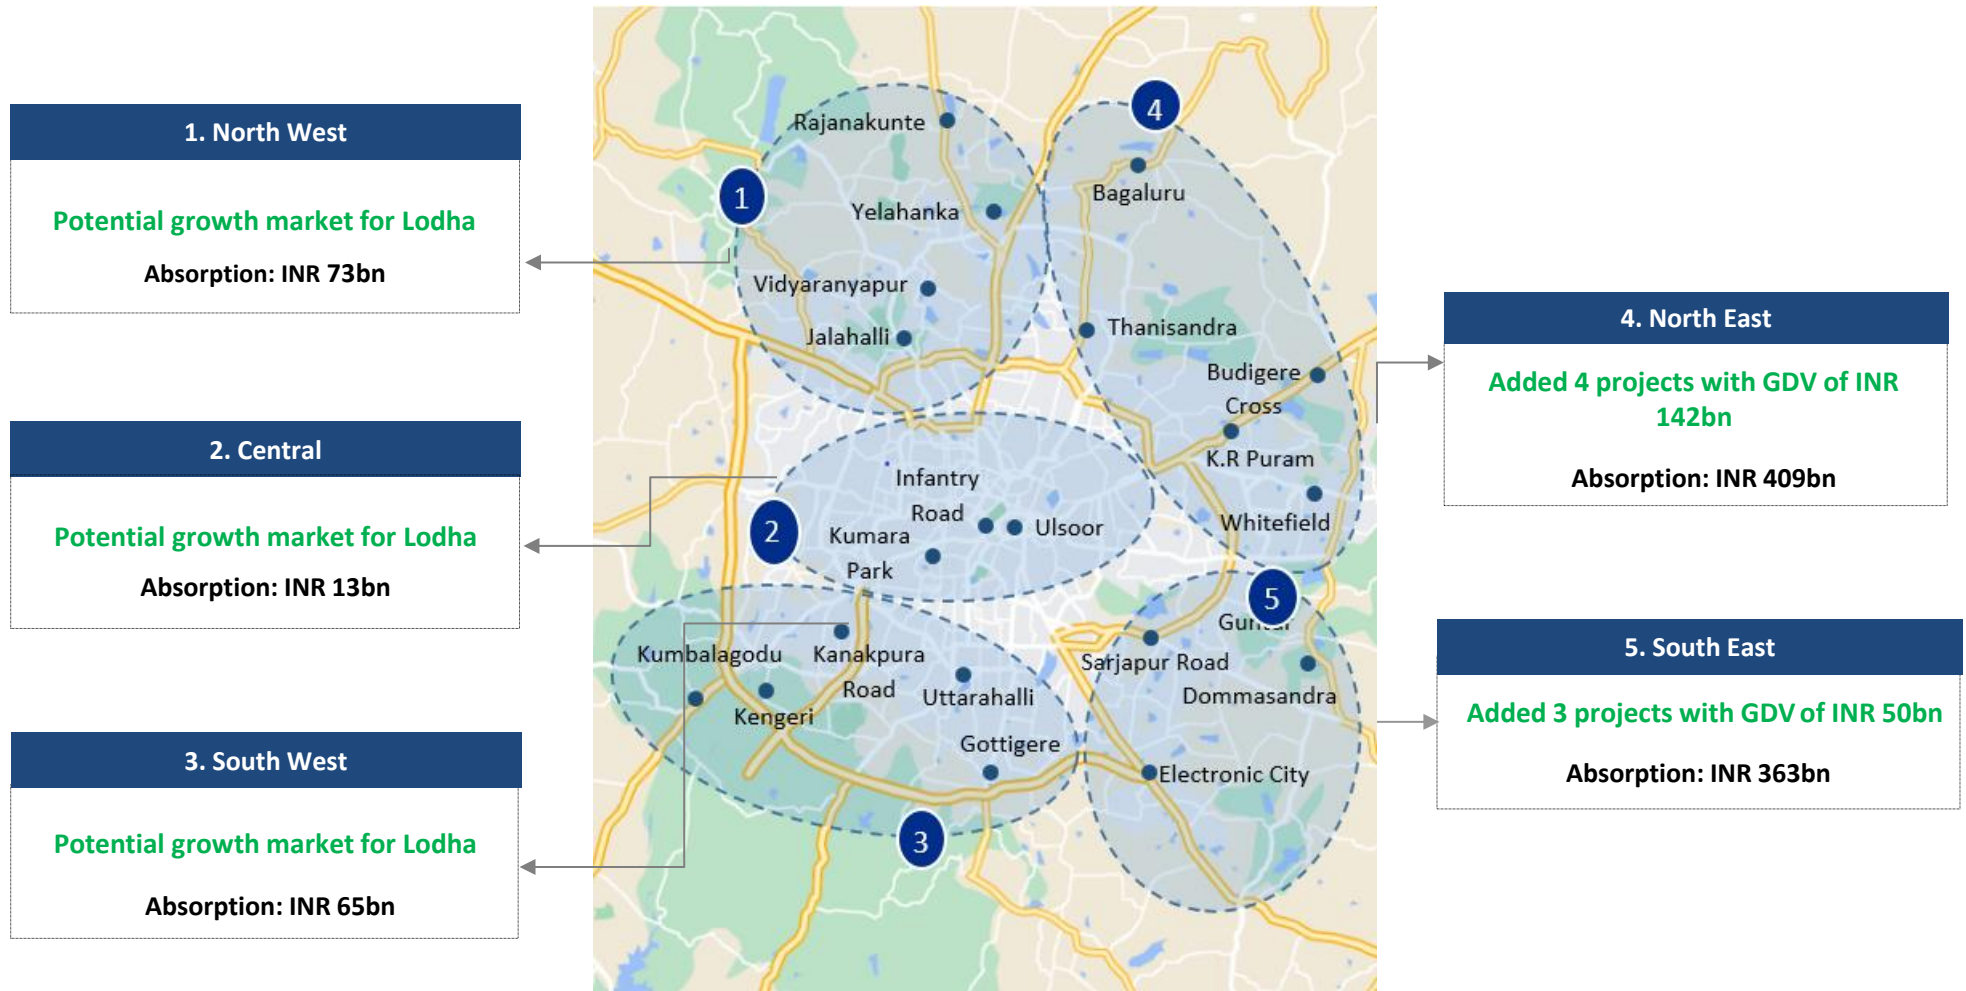 1. North West
Potential growth market for Lodha
Absorption: INR 73bn
2. Central
Potential growth market for Lodha
Absorption: INR 13bn
3. South West
Potential growth market for Lodha
Absorption: INR 65bn
4
Rajanakunte
Bagaluru
1
Yelahanka
Vidyaranyapur
Jalahalli
Thanisandra
Budigere
Cross
K.R Puram
Infantry
Road
Whitefield
2
Kumara
Park
Ulsoor
5
Kumbalagodu
Kanakpura
Road
Sarjapur Road
Uttarahalli
Dommasandra
Kengeri
Gottigere
Electronic City
3
4. North East
Added 4 projects with GDV of INR
142bn
Absorption: INR 409bn
5. South East
Added 3 projects with GDV of INR 50bn
Absorption: INR 363bn